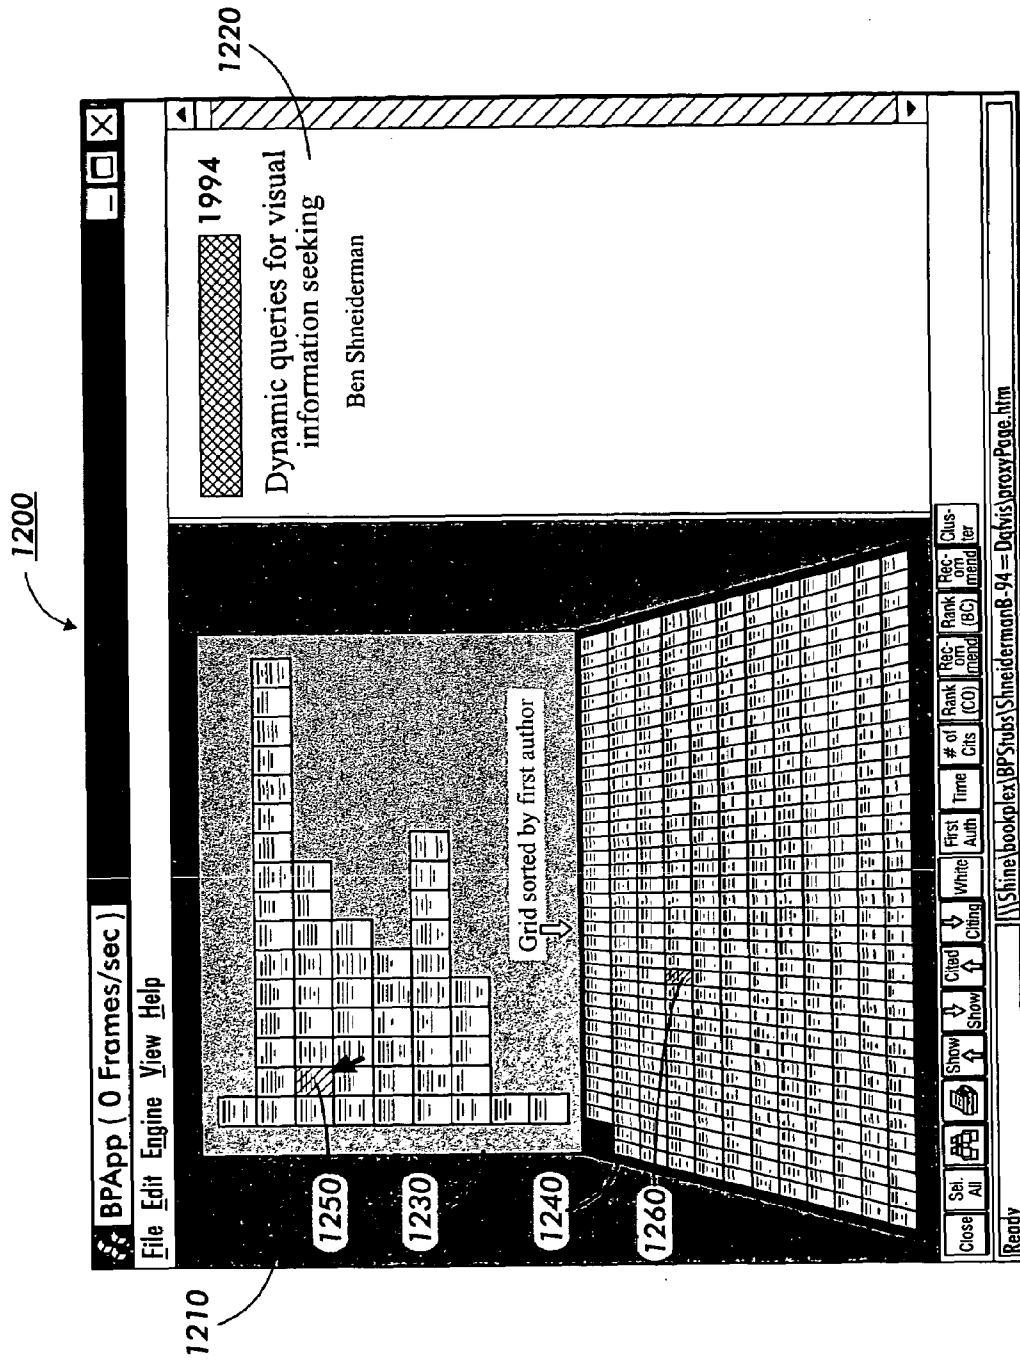 1200
BPApp ( 0 Frames/sec )
File Edit Engine View Help
1210
1220
1994
Dynamic queries for visual
information seeking
Ben Shneiderman
1250
1230
1240
1260
Grid sorted by first author
Close
Sel. All
Show
Show
Cited
Citing
White
First Auth
Time
# of Cits
Rank (CO)
Rec- om mend
Rank (BC)
Rec- om mend
Clus- ter
Ready
\\Shine\bookplex\BPStubs\ShneidermanB-94=Dqfvis\proxyPage.htm